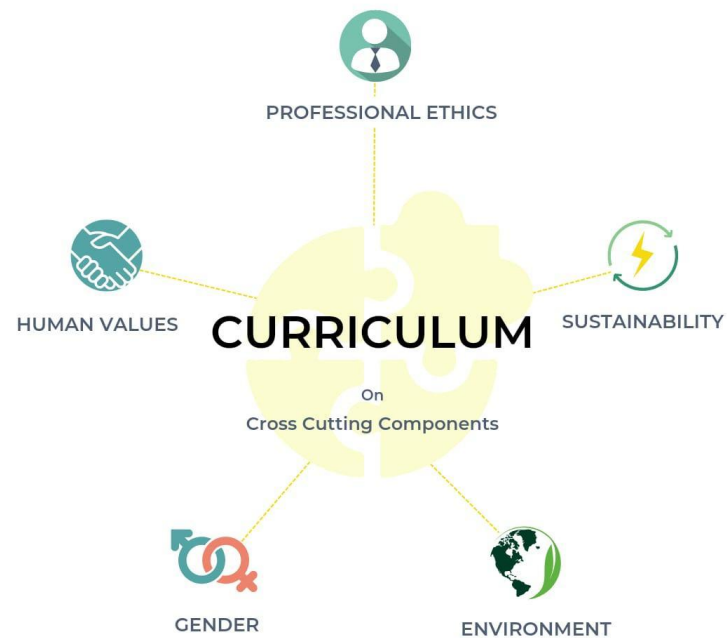 PROFESSIONAL ETHICS
HUMAN VALUES
SUSTAINABILITY
CURRICULUM
On
Cross Cutting Components
GENDER
ENVIRONMENT